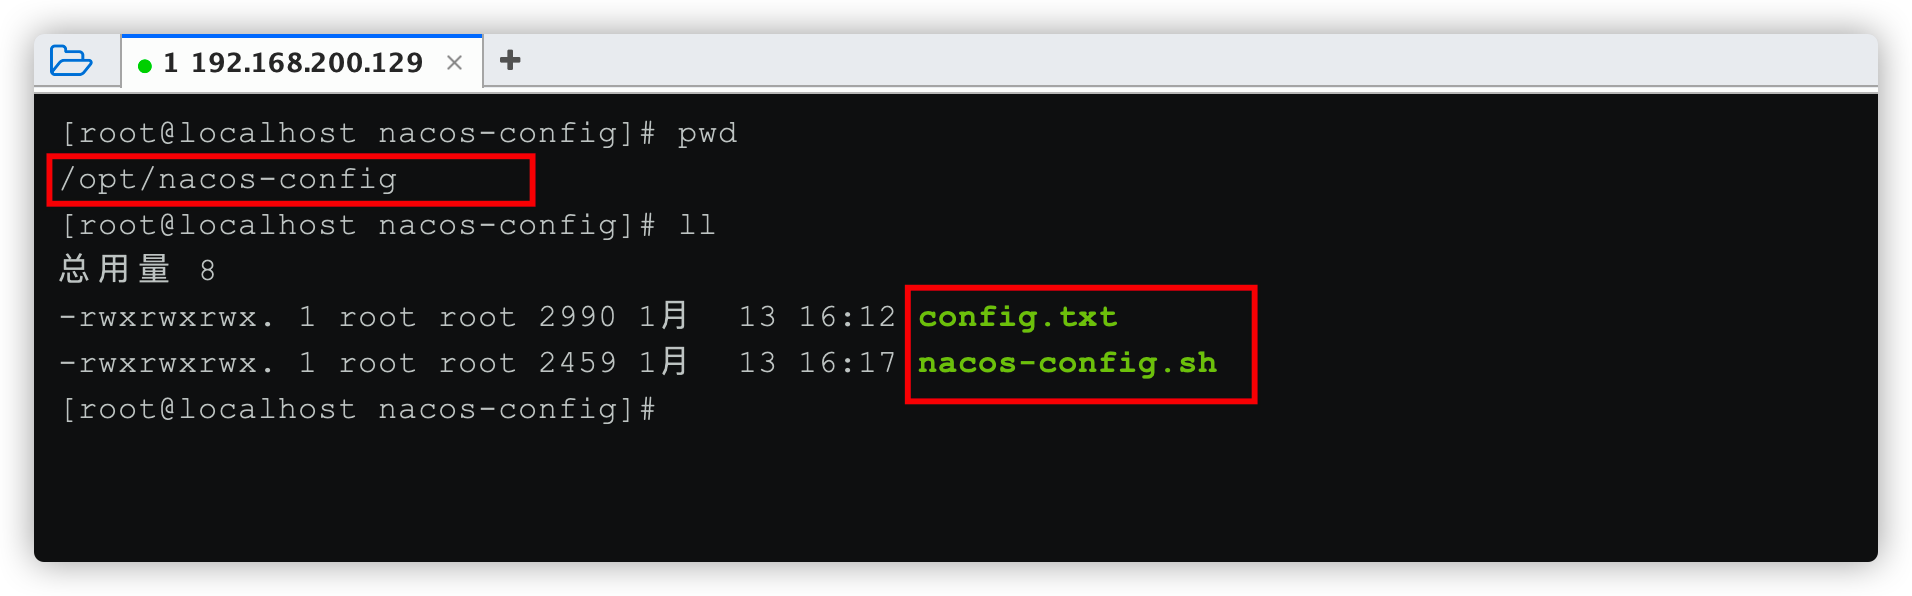 1 192.168.200.129 × +
[root@localhost nacos-config]# pwd
/opt/nacos-config
[root@localhost nacos-config]# ll
总用量 8
-rwxrwxrwx. 1 root root 2990 1月  13 16:12 config.txt
-rwxrwxrwx. 1 root root 2459 1月  13 16:17 nacos-config.sh
[root@localhost nacos-config]#